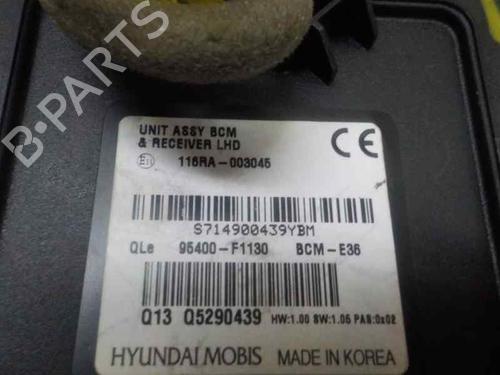 B-PARTS
UNIT ASSY BCM
& RECEIVER LHD
116RA-003045
CE
S714900439YBM
QLe 95400-F1130 BCM-E36
Q13 Q5290439 HW:1.00 SW:1.05 PAS:0x02
HYUNDAI MOBIS MADE IN KOREA